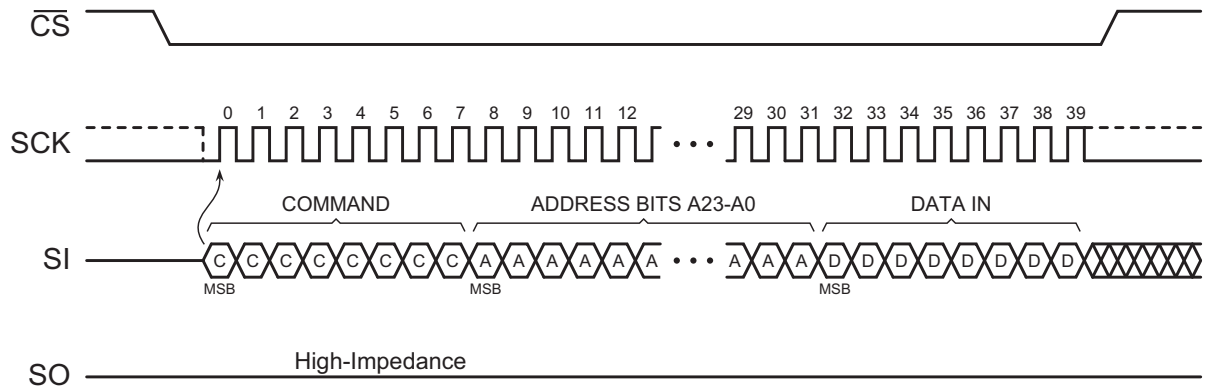 CS
0 1 2 3 4 5 6 7 8 9 10 11 12 29 30 31 32 33 34 35 36 37 38 39
SCK
COMMAND ADDRESS BITS A23-A0 DATA IN
SI C C C C C C C C A A A A A A A A A D D D D D D D D
MSB MSB MSB
High-Impedance
SO